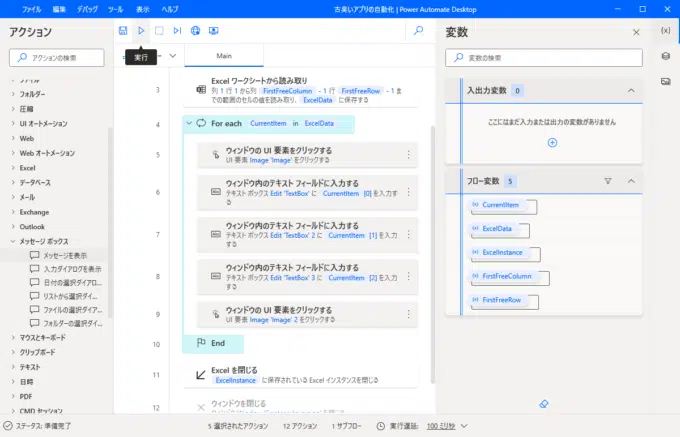 ファイル 編集 デバッグ ツール 表示 ヘルプ
古臭いアプリの自動化 | Power Automate Desktop
アクション
アクションの検索
実行
Main
変数
変数の検索
{x}
ファイル
フォルダー
圧縮
UI オートメーション
Web
Web オートメーション
Excel
データベース
メール
Exchange
Outlook
メッセージ ボックス
メッセージを表示
入力ダイアログを表示
日付の選択ダイアロ...
リストから選択ダイ...
ファイルの選択ダイ...
フォルダーの選択ダイ...
マウスとキーボード
クリップボード
テキスト
日時
PDF
CMD セッション
3
Excel ワークシートから読み取り
列 1 行 1 から列 FirstFreeColumn - 1 行 FirstFreeRow - 1 ま
での範囲のセルの値を読み取り、ExcelData に保存する
4
For each CurrentItem in ExcelData
5
ウィンドウの UI 要素をクリックする
UI 要素 Image 'Image' をクリックする
6
ウィンドウ内のテキスト フィールドに入力する
テキスト ボックス Edit 'TextBox' に CurrentItem [0] を入力す
る
7
ウィンドウ内のテキスト フィールドに入力する
テキスト ボックス Edit 'TextBox' 2 に CurrentItem [1] を入力
する
8
ウィンドウ内のテキスト フィールドに入力する
テキスト ボックス Edit 'TextBox' 3 に CurrentItem [2] を入力
する
9
ウィンドウの UI 要素をクリックする
UI 要素 Image 'Image' 2 をクリックする
10
End
11
Excel を閉じる
ExcelInstance に保存されている Excel インスタンスを閉じる
12
ウィンドウを閉じる
入出力変数 0
ここにはまだ入力または出力の変数がありません
フロー変数 5
(x) CurrentItem
(x) ExcelData
(x) ExcelInstance
(x) FirstFreeColumn
(x) FirstFreeRow
ステータス: 準備完了
5 選択されたアクション
12 アクション
1 サブフロー
実行遅延: 100 ミリ秒